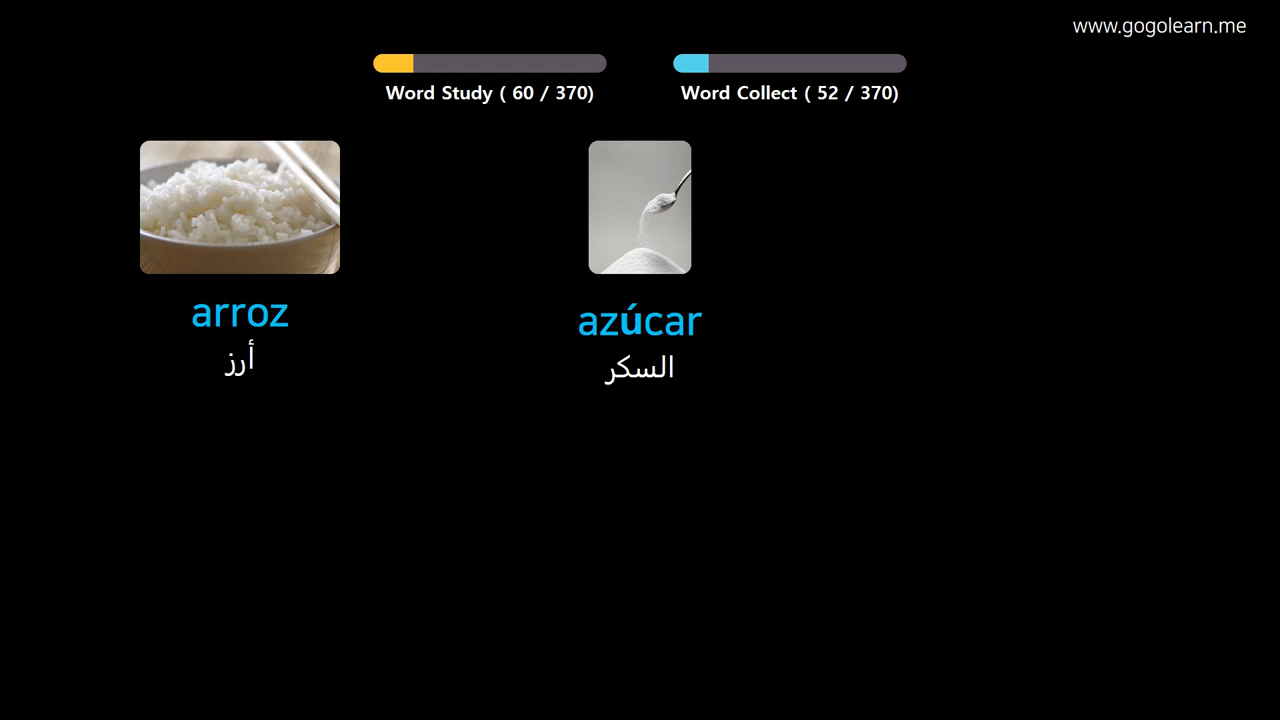 www.gogolearn.me
Word Study ( 60 / 370)
Word Collect ( 52 / 370)
arroz
أرز
azúcar
السكر